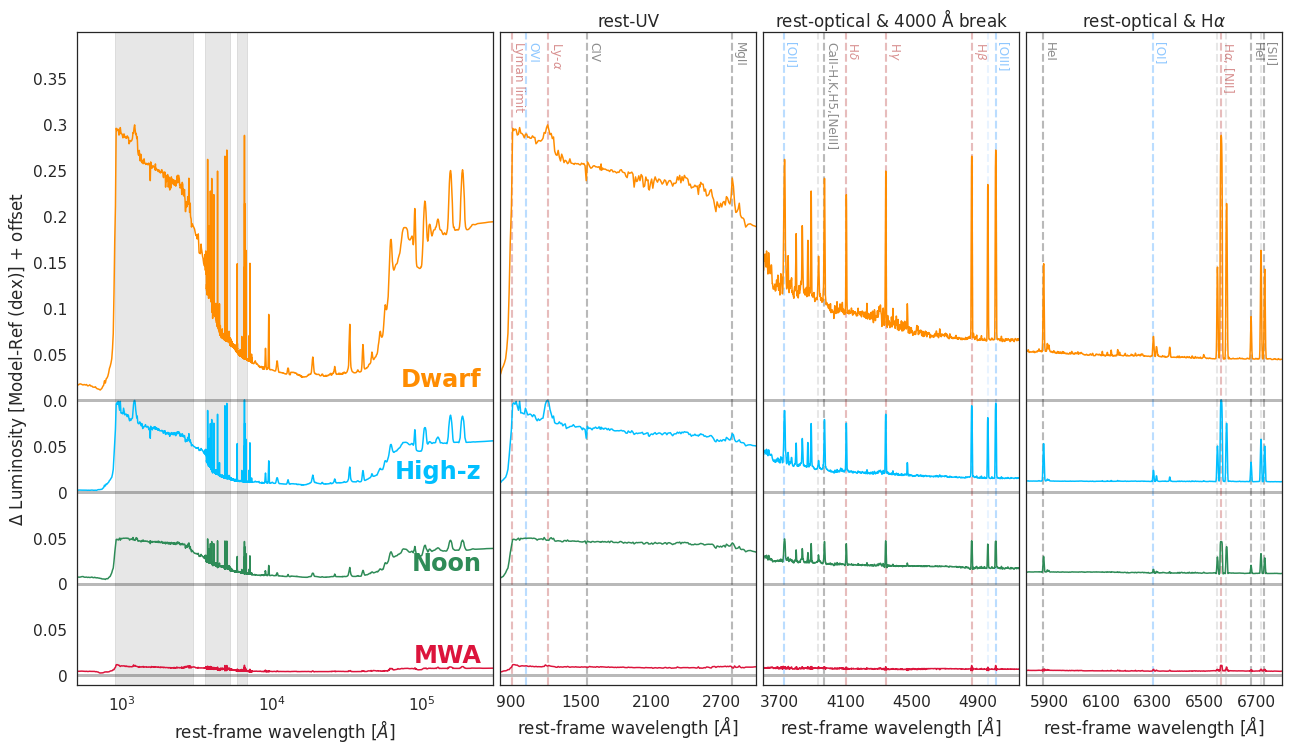 rest-UV
rest-optical & 4000 Å break
rest-optical & Hα
Δ Luminosity [Model-Ref (dex)] + offset
0.35
0.3
0.25
0.2
0.15
0.1
0.05
0.0
0.05
0
0.05
0
0.05
0
Dwarf
High-z
Noon
MWA
Lyman limit
OVI
Ly-α
CIV
MgII
[OII]
CaII-H,K,H5,[NeIII]
Hδ
Hγ
Hβ
[OIII]
HeI
[OI]
Hα, [NII]
HeI
[SII]
10³ 10⁴ 10⁵
900 1500 2100 2700
3700 4100 4500 4900
5900 6100 6300 6500 6700
rest-frame wavelength [Å]
rest-frame wavelength [Å]
rest-frame wavelength [Å]
rest-frame wavelength [Å]